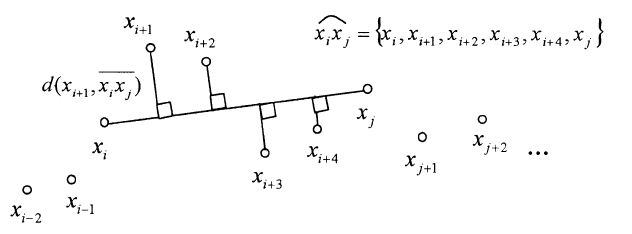 x_{i+1}
x_{i+2}
\widehat{x_i x_j} = {x_i, x_{i+1}, x_{i+2}, x_{i+3}, x_{i+4}, x_j}
d(x_{i+1}, \overline{x_i x_j})
x_i
x_j
x_{i+3}
x_{i+4}
x_{j+1}
x_{j+2}
...
x_{i-2}
x_{i-1}